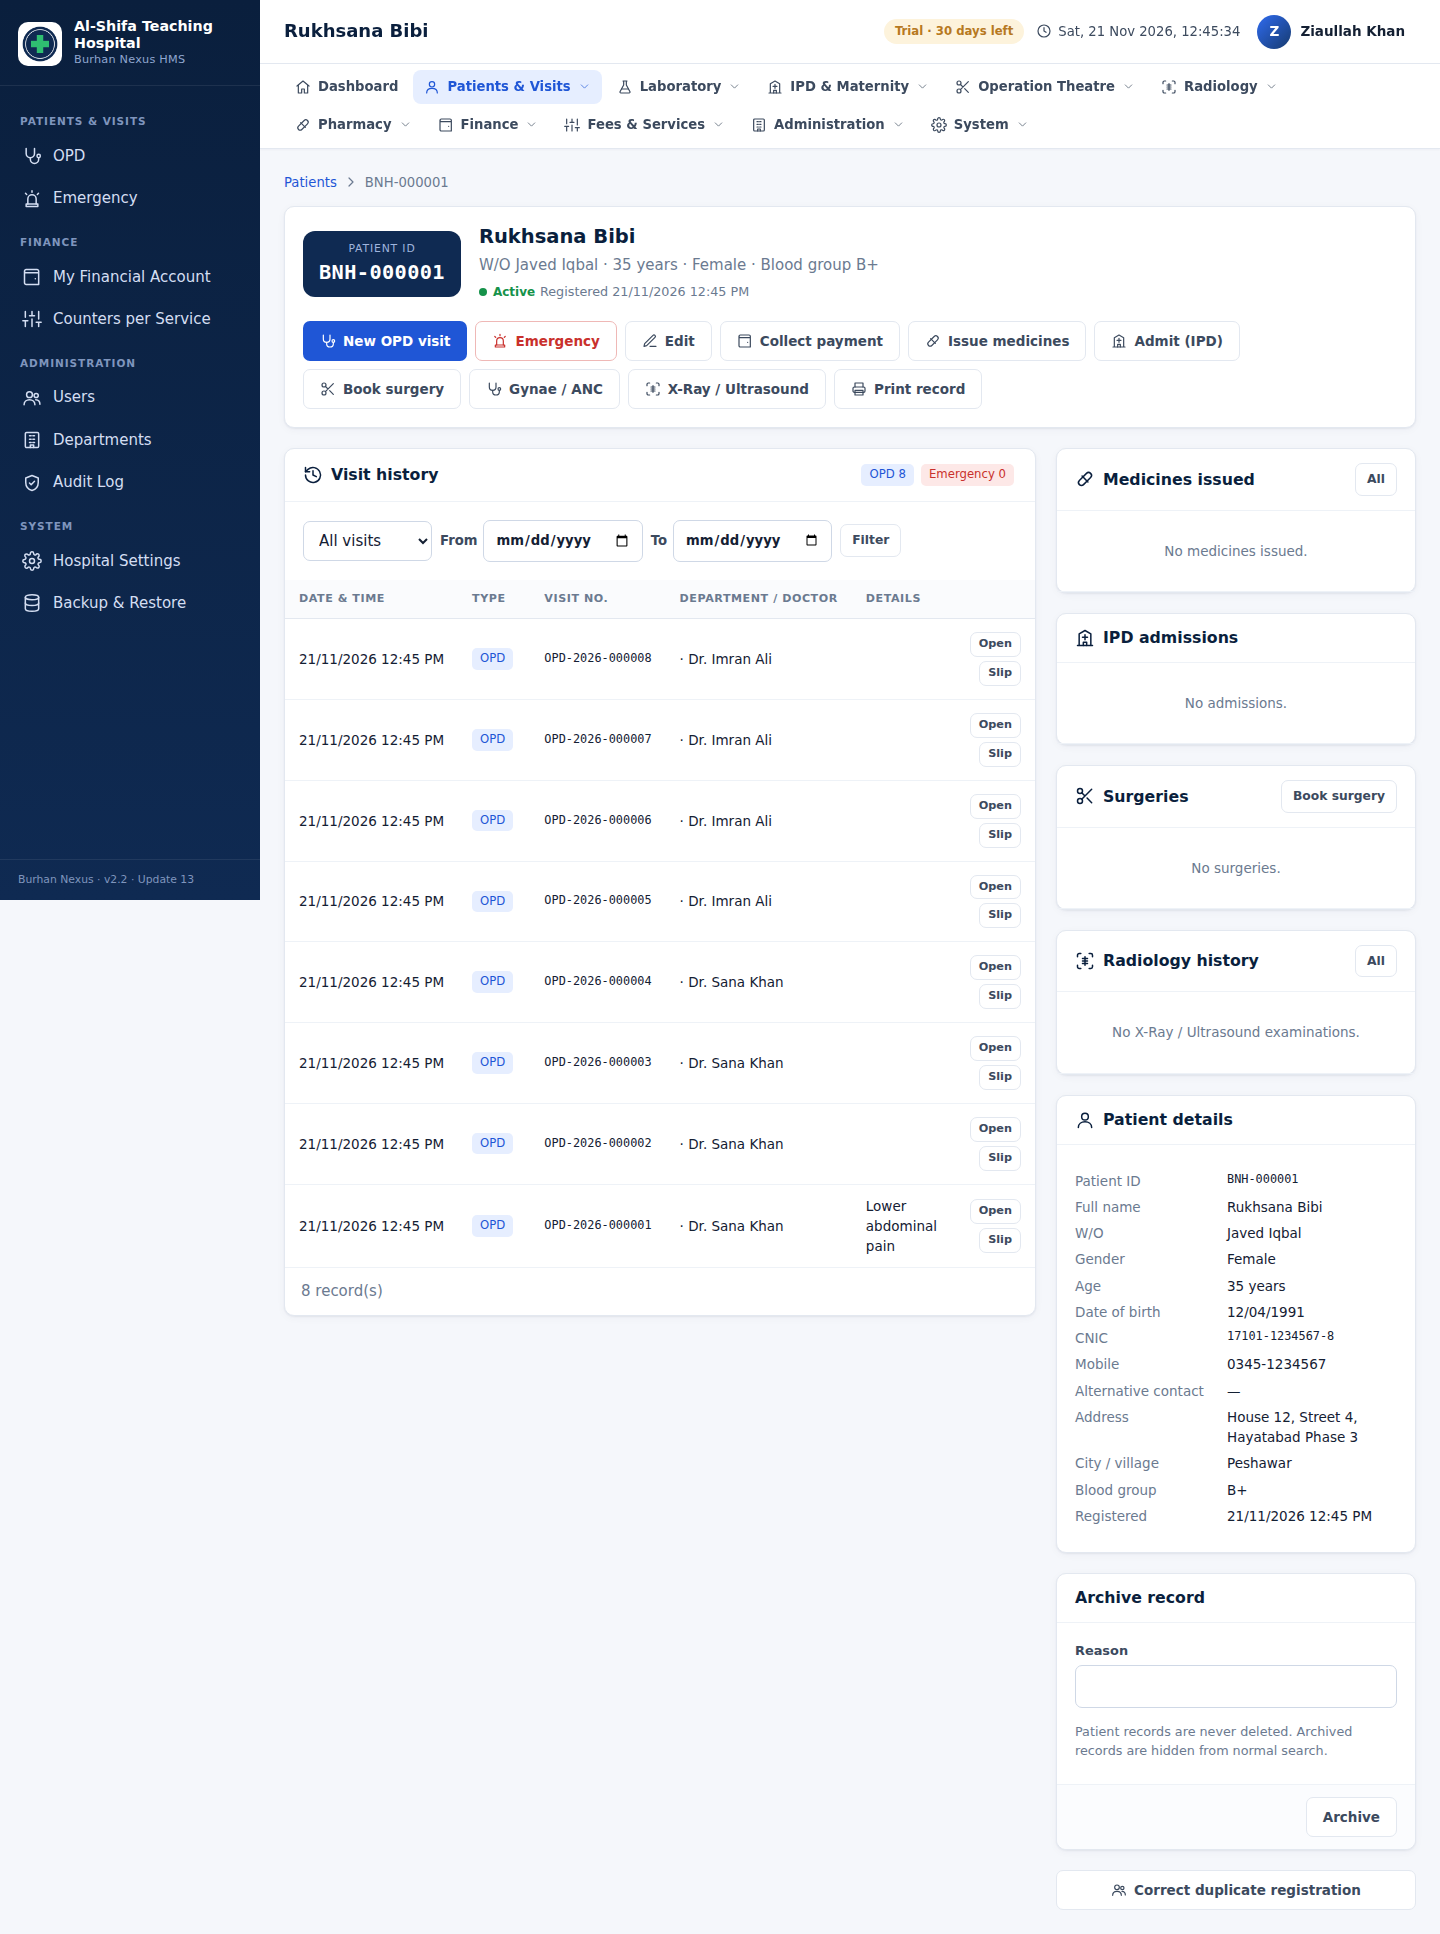 Al-Shifa Teaching Hospital
Burhan Nexus HMS
PATIENTS & VISITS
OPD
Emergency
FINANCE
My Financial Account
Counters per Service
ADMINISTRATION
Users
Departments
Audit Log
SYSTEM
Hospital Settings
Backup & Restore
Burhan Nexus · v2.2 · Update 13
Rukhsana Bibi
Trial · 30 days left
Sat, 21 Nov 2026, 12:45:34
Z
Ziaullah Khan
Dashboard
Patients & Visits
Laboratory
IPD & Maternity
Operation Theatre
Radiology
Pharmacy
Finance
Fees & Services
Administration
System
Patients > BNH-000001
PATIENT ID
BNH-000001
Rukhsana Bibi
W/O Javed Iqbal · 35 years · Female · Blood group B+
Active Registered 21/11/2026 12:45 PM
New OPD visit
Emergency
Edit
Collect payment
Issue medicines
Admit (IPD)
Book surgery
Gynae / ANC
X-Ray / Ultrasound
Print record
Visit history
OPD 8
Emergency 0
All visits
From mm/dd/yyyy
To mm/dd/yyyy
Filter
DATE & TIME TYPE VISIT NO. DEPARTMENT / DOCTOR DETAILS
21/11/2026 12:45 PM OPD OPD-2026-000008 · Dr. Imran Ali Open Slip
21/11/2026 12:45 PM OPD OPD-2026-000007 · Dr. Imran Ali Open Slip
21/11/2026 12:45 PM OPD OPD-2026-000006 · Dr. Imran Ali Open Slip
21/11/2026 12:45 PM OPD OPD-2026-000005 · Dr. Imran Ali Open Slip
21/11/2026 12:45 PM OPD OPD-2026-000004 · Dr. Sana Khan Open Slip
21/11/2026 12:45 PM OPD OPD-2026-000003 · Dr. Sana Khan Open Slip
21/11/2026 12:45 PM OPD OPD-2026-000002 · Dr. Sana Khan Open Slip
21/11/2026 12:45 PM OPD OPD-2026-000001 · Dr. Sana Khan Lower abdominal pain Open Slip
8 record(s)
Medicines issued
All
No medicines issued.
IPD admissions
No admissions.
Surgeries
Book surgery
No surgeries.
Radiology history
All
No X-Ray / Ultrasound examinations.
Patient details
Patient ID BNH-000001
Full name Rukhsana Bibi
W/O Javed Iqbal
Gender Female
Age 35 years
Date of birth 12/04/1991
CNIC 17101-1234567-8
Mobile 0345-1234567
Alternative contact —
Address House 12, Street 4,
Hayatabad Phase 3
City / village Peshawar
Blood group B+
Registered 21/11/2026 12:45 PM
Archive record
Reason
Patient records are never deleted. Archived
records are hidden from normal search.
Archive
Correct duplicate registration